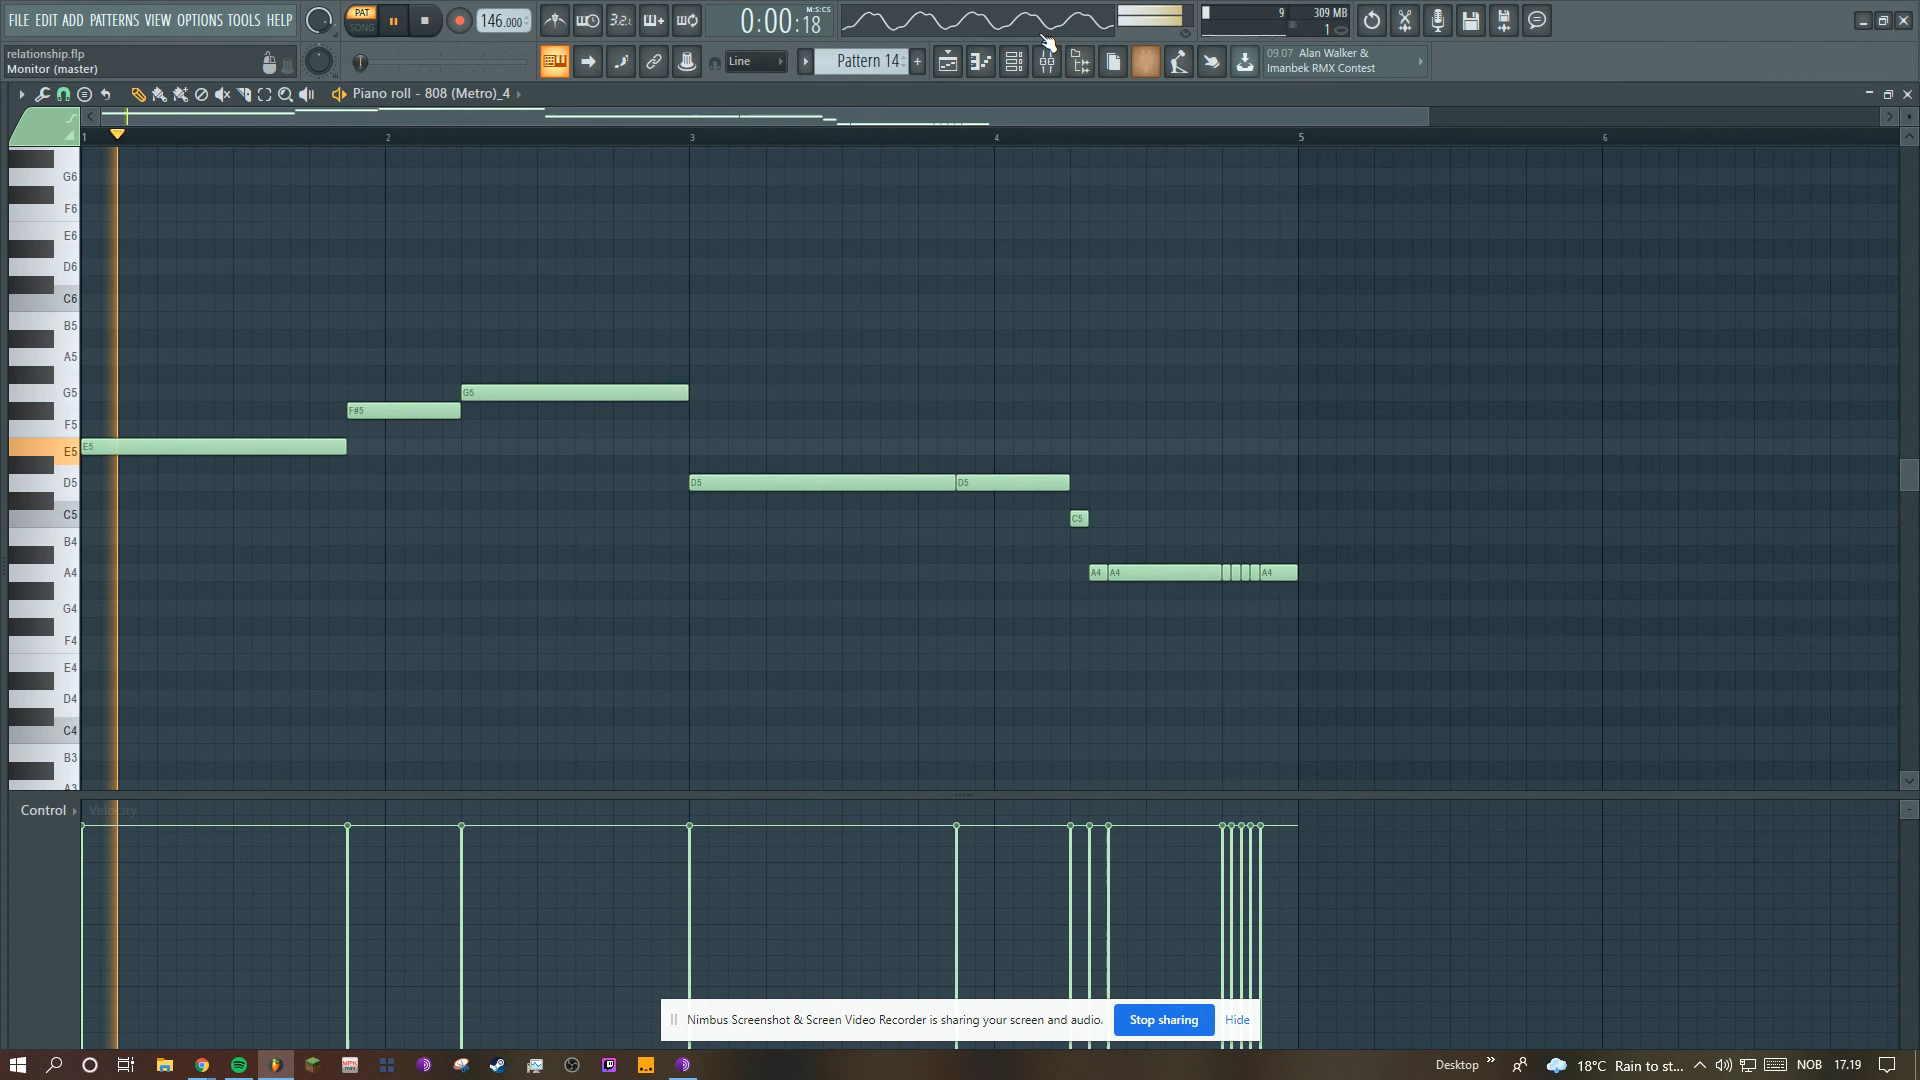 FILE EDIT ADD PATTERNS VIEW OPTIONS TOOLS HELP
PAT
SONG
146.000
3.2.
0:00:18
M:S:CS
9
309 MB
1
relationship.flp
Monitor (master)
Line
Pattern 14
+
09.07 Alan Walker &
Imanbek RMX Contest
Piano roll - 808 (Metro)_4
1
2
3
4
5
6
G6
F6
E6
D6
C6
B5
A5
G5
G5
F#5
F5
E5
E5
D5
D5
D5
C5
C5
B4
A4
A4
A4
A4
G4
F4
E4
D4
C4
B3
A3
Control
Velocity
Nimbus Screenshot & Screen Video Recorder is sharing your screen and audio.
Stop sharing
Hide
Desktop
18°C Rain to st...
NOB
17.19